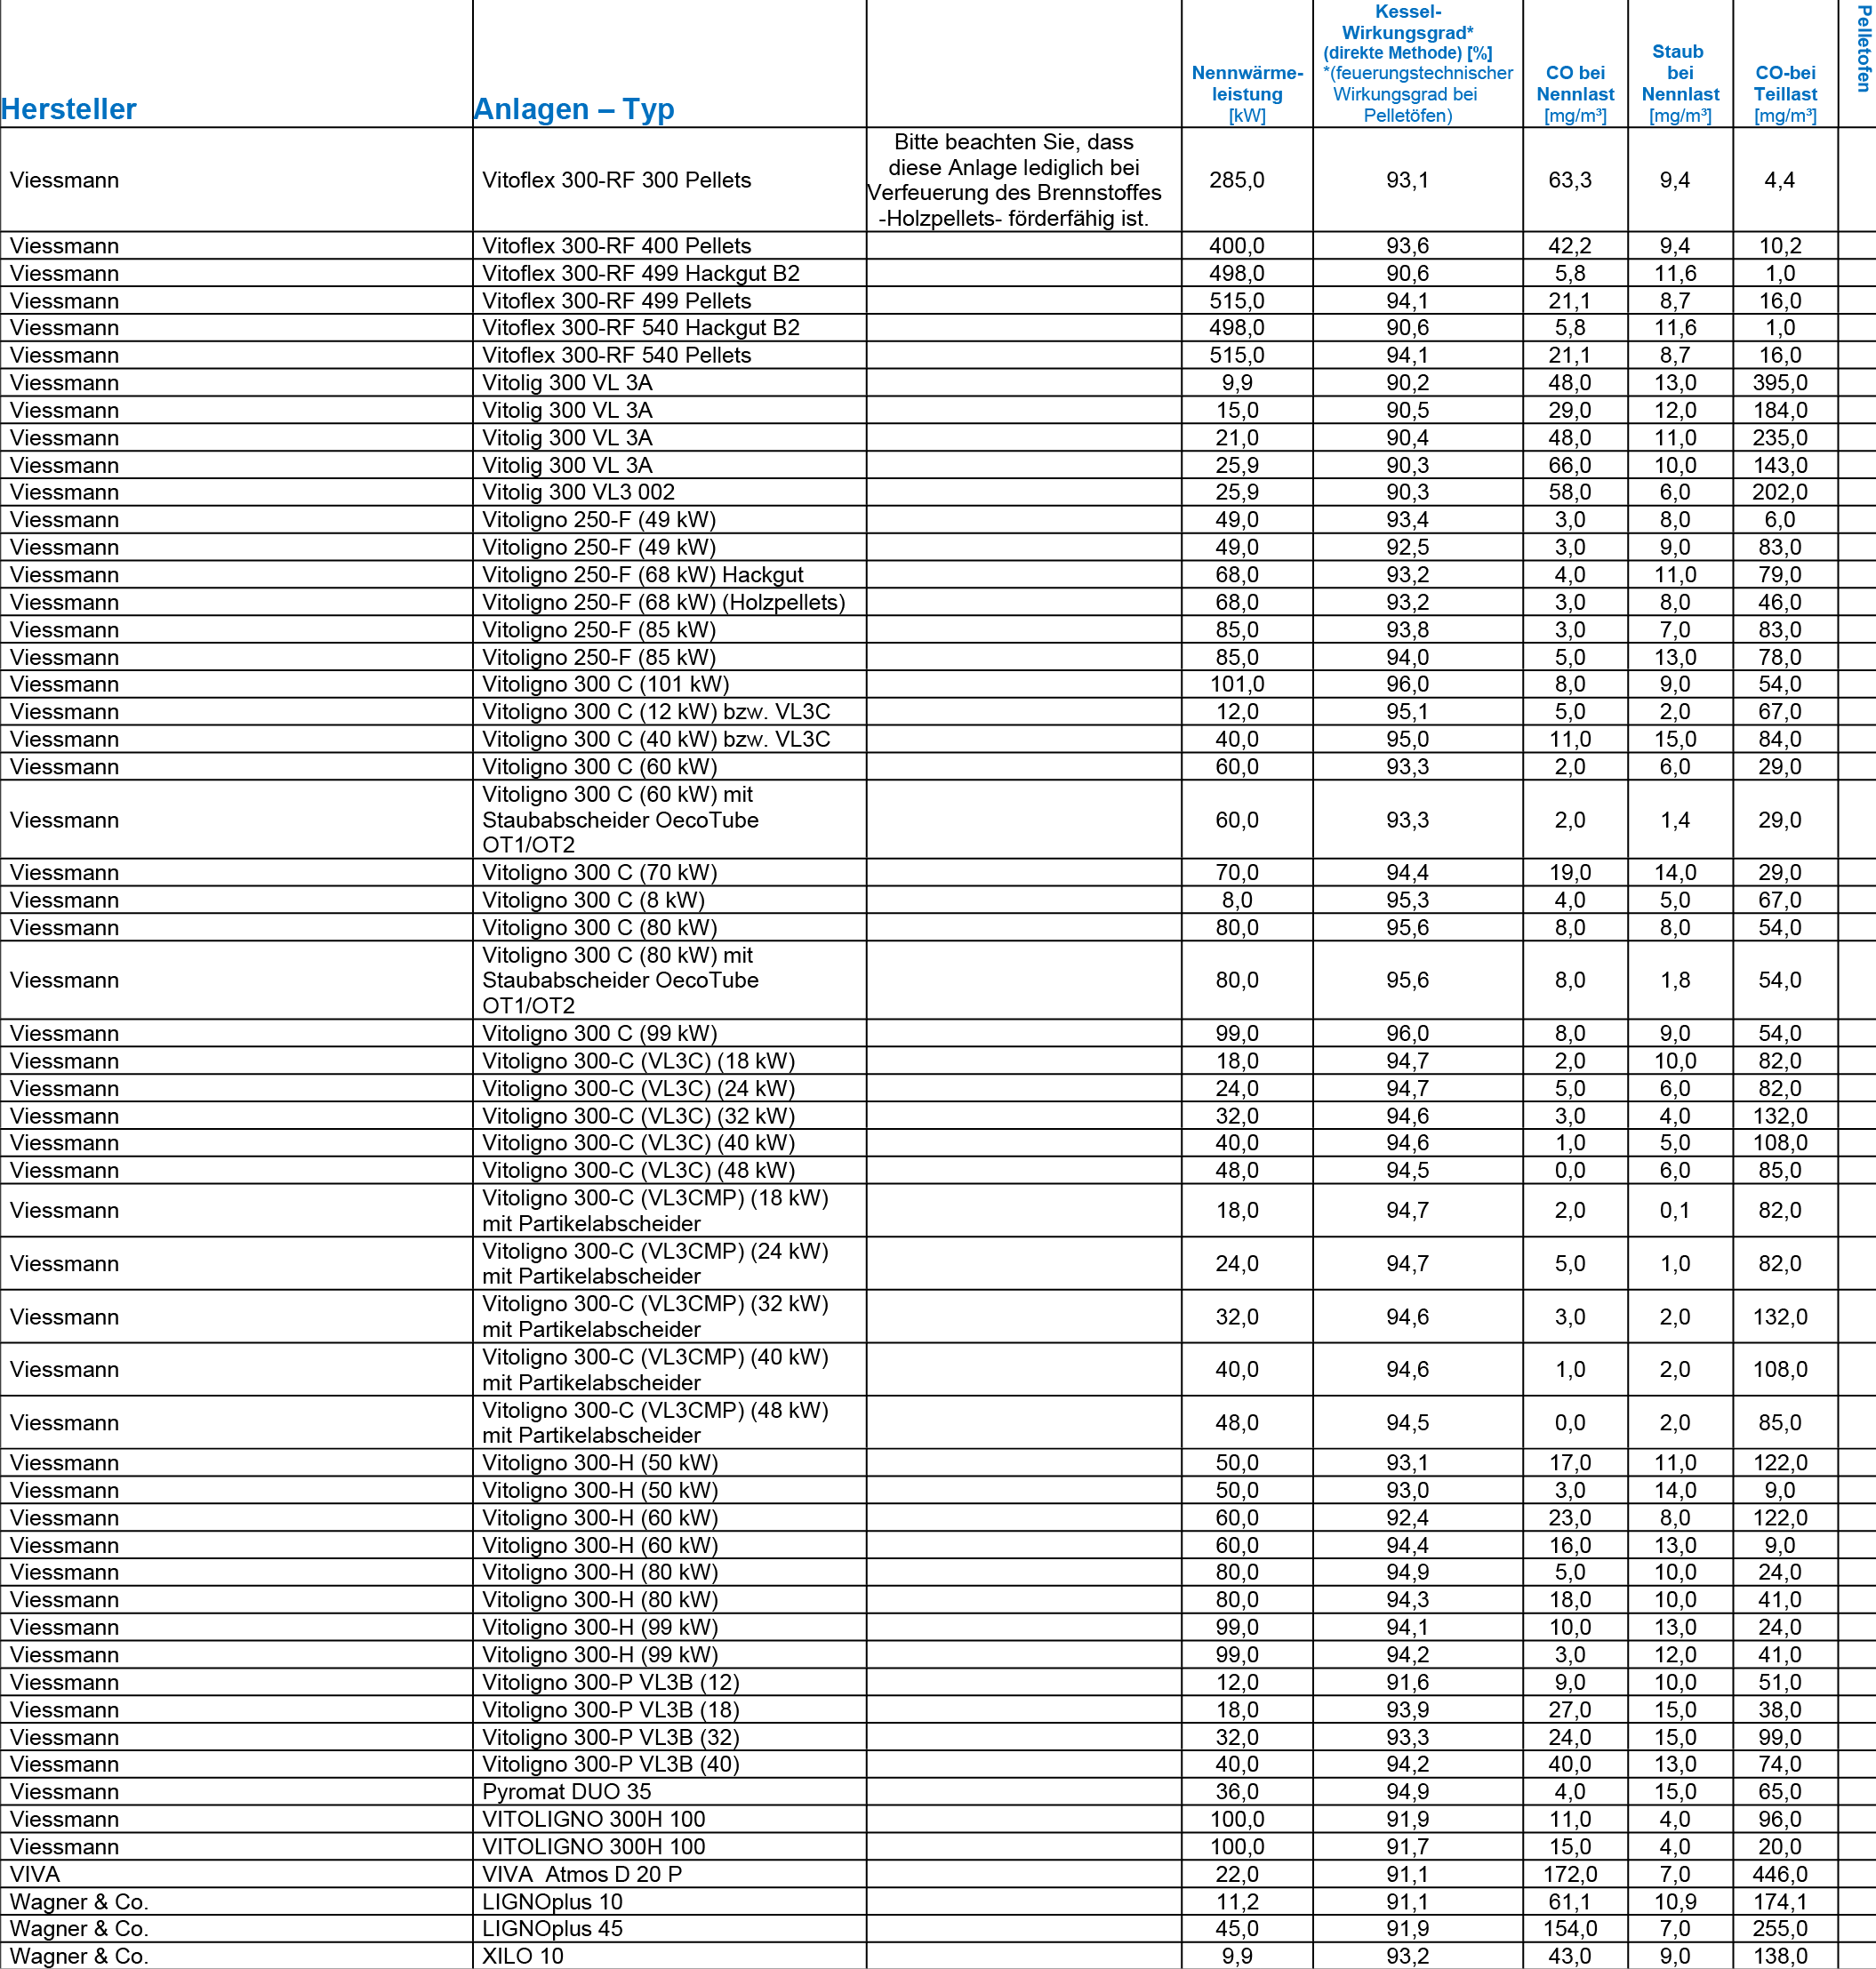 Hersteller Anlagen – Typ Nennwärme-leistung [kW] Kessel-Wirkungsgrad* (direkte Methode) [%] *(feuerungstechnischer Wirkungsgrad bei Pelletöfen) CO bei Nennlast [mg/m³] Staub bei Nennlast [mg/m³] CO-bei Teillast [mg/m³] Pelletofen
Viessmann Vitoflex 300-RF 300 Pellets Bitte beachten Sie, dass diese Anlage lediglich bei Verfeuerung des Brennstoffes -Holzpellets- förderfähig ist. 285,0 93,1 63,3 9,4 4,4
Viessmann Vitoflex 300-RF 400 Pellets 400,0 93,6 42,2 9,4 10,2
Viessmann Vitoflex 300-RF 499 Hackgut B2 498,0 90,6 5,8 11,6 1,0
Viessmann Vitoflex 300-RF 499 Pellets 515,0 94,1 21,1 8,7 16,0
Viessmann Vitoflex 300-RF 540 Hackgut B2 498,0 90,6 5,8 11,6 1,0
Viessmann Vitoflex 300-RF 540 Pellets 515,0 94,1 21,1 8,7 16,0
Viessmann Vitolig 300 VL 3A 9,9 90,2 48,0 13,0 395,0
Viessmann Vitolig 300 VL 3A 15,0 90,5 29,0 12,0 184,0
Viessmann Vitolig 300 VL 3A 21,0 90,4 48,0 11,0 235,0
Viessmann Vitolig 300 VL 3A 25,9 90,3 66,0 10,0 143,0
Viessmann Vitolig 300 VL3 002 25,9 90,3 58,0 6,0 202,0
Viessmann Vitoligno 250-F (49 kW) 49,0 93,4 3,0 8,0 6,0
Viessmann Vitoligno 250-F (49 kW) 49,0 92,5 3,0 9,0 83,0
Viessmann Vitoligno 250-F (68 kW) Hackgut 68,0 93,2 4,0 11,0 79,0
Viessmann Vitoligno 250-F (68 kW) (Holzpellets) 68,0 93,2 3,0 8,0 46,0
Viessmann Vitoligno 250-F (85 kW) 85,0 93,8 3,0 7,0 83,0
Viessmann Vitoligno 250-F (85 kW) 85,0 94,0 5,0 13,0 78,0
Viessmann Vitoligno 300 C (101 kW) 101,0 96,0 8,0 9,0 54,0
Viessmann Vitoligno 300 C (12 kW) bzw. VL3C 12,0 95,1 5,0 2,0 67,0
Viessmann Vitoligno 300 C (40 kW) bzw. VL3C 40,0 95,0 11,0 15,0 84,0
Viessmann Vitoligno 300 C (60 kW) 60,0 93,3 2,0 6,0 29,0
Viessmann Vitoligno 300 C (60 kW) mit Staubabscheider OecoTube OT1/OT2 60,0 93,3 2,0 1,4 29,0
Viessmann Vitoligno 300 C (70 kW) 70,0 94,4 19,0 14,0 29,0
Viessmann Vitoligno 300 C (8 kW) 8,0 95,3 4,0 5,0 67,0
Viessmann Vitoligno 300 C (80 kW) 80,0 95,6 8,0 8,0 54,0
Viessmann Vitoligno 300 C (80 kW) mit Staubabscheider OecoTube OT1/OT2 80,0 95,6 8,0 1,8 54,0
Viessmann Vitoligno 300 C (99 kW) 99,0 96,0 8,0 9,0 54,0
Viessmann Vitoligno 300-C (VL3C) (18 kW) 18,0 94,7 2,0 10,0 82,0
Viessmann Vitoligno 300-C (VL3C) (24 kW) 24,0 94,7 5,0 6,0 82,0
Viessmann Vitoligno 300-C (VL3C) (32 kW) 32,0 94,6 3,0 4,0 132,0
Viessmann Vitoligno 300-C (VL3C) (40 kW) 40,0 94,6 1,0 5,0 108,0
Viessmann Vitoligno 300-C (VL3C) (48 kW) 48,0 94,5 0,0 6,0 85,0
Viessmann Vitoligno 300-C (VL3CMP) (18 kW) mit Partikelabscheider 18,0 94,7 2,0 0,1 82,0
Viessmann Vitoligno 300-C (VL3CMP) (24 kW) mit Partikelabscheider 24,0 94,7 5,0 1,0 82,0
Viessmann Vitoligno 300-C (VL3CMP) (32 kW) mit Partikelabscheider 32,0 94,6 3,0 2,0 132,0
Viessmann Vitoligno 300-C (VL3CMP) (40 kW) mit Partikelabscheider 40,0 94,6 1,0 2,0 108,0
Viessmann Vitoligno 300-C (VL3CMP) (48 kW) mit Partikelabscheider 48,0 94,5 0,0 2,0 85,0
Viessmann Vitoligno 300-H (50 kW) 50,0 93,1 17,0 11,0 122,0
Viessmann Vitoligno 300-H (50 kW) 50,0 93,0 3,0 14,0 9,0
Viessmann Vitoligno 300-H (60 kW) 60,0 92,4 23,0 8,0 122,0
Viessmann Vitoligno 300-H (60 kW) 60,0 94,4 16,0 13,0 9,0
Viessmann Vitoligno 300-H (80 kW) 80,0 94,9 5,0 10,0 24,0
Viessmann Vitoligno 300-H (80 kW) 80,0 94,3 18,0 10,0 41,0
Viessmann Vitoligno 300-H (99 kW) 99,0 94,1 10,0 13,0 24,0
Viessmann Vitoligno 300-H (99 kW) 99,0 94,2 3,0 12,0 41,0
Viessmann Vitoligno 300-P VL3B (12) 12,0 91,6 9,0 10,0 51,0
Viessmann Vitoligno 300-P VL3B (18) 18,0 93,9 27,0 15,0 38,0
Viessmann Vitoligno 300-P VL3B (32) 32,0 93,3 24,0 15,0 99,0
Viessmann Vitoligno 300-P VL3B (40) 40,0 94,2 40,0 13,0 74,0
Viessmann Pyromat DUO 35 36,0 94,9 4,0 15,0 65,0
Viessmann VITOLIGNO 300H 100 100,0 91,9 11,0 4,0 96,0
Viessmann VITOLIGNO 300H 100 100,0 91,7 15,0 4,0 20,0
VIVA VIVA Atmos D 20 P 22,0 91,1 172,0 7,0 446,0
Wagner & Co. LIGNOplus 10 11,2 91,1 61,1 10,9 174,1
Wagner & Co. LIGNOplus 45 45,0 91,9 154,0 7,0 255,0
Wagner & Co. XILO 10 9,9 93,2 43,0 9,0 138,0